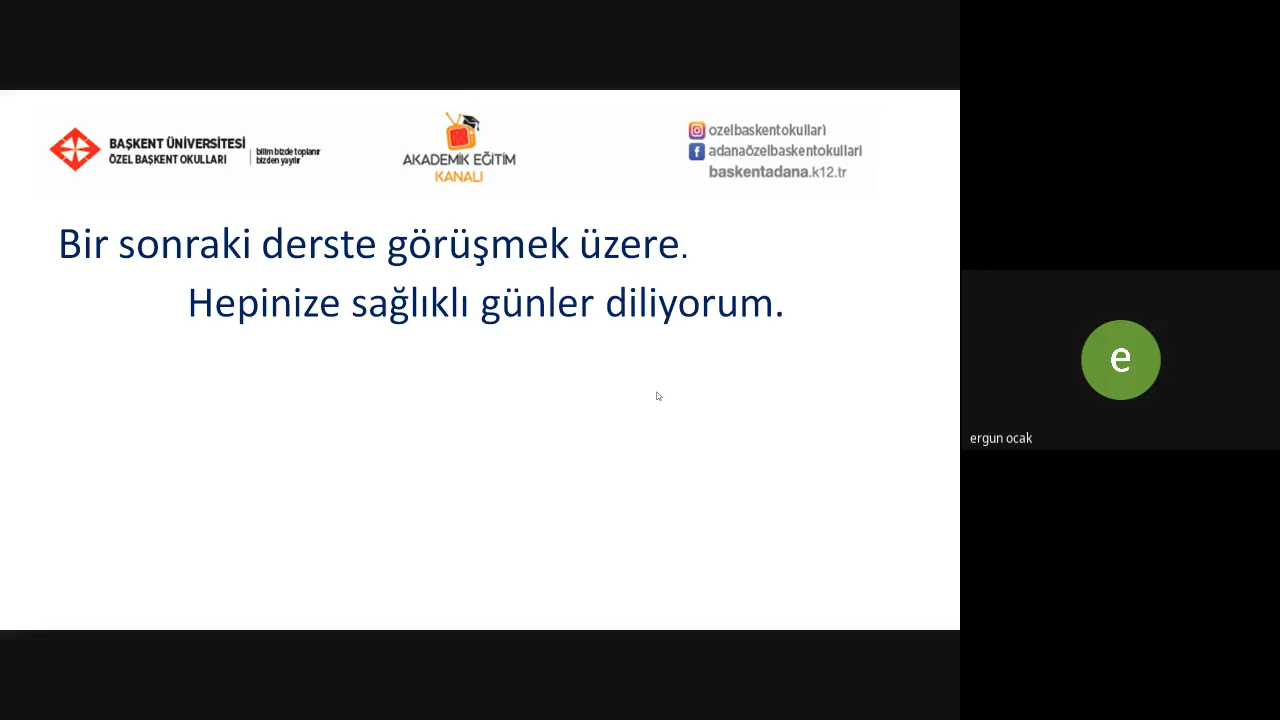 BAŞKENT ÜNİVERSİTESİ
ÖZEL BAŞKENT OKULLARI
bilim bizde toplanır
bizden yayılır
AKADEMİK EĞİTİM
KANALI
ozelbaskentokullari
adanaözelbaskentokullari
baskentadana.k12.tr
Bir sonraki derste görüşmek üzere.
Hepinize sağlıklı günler diliyorum.
e
ergun ocak